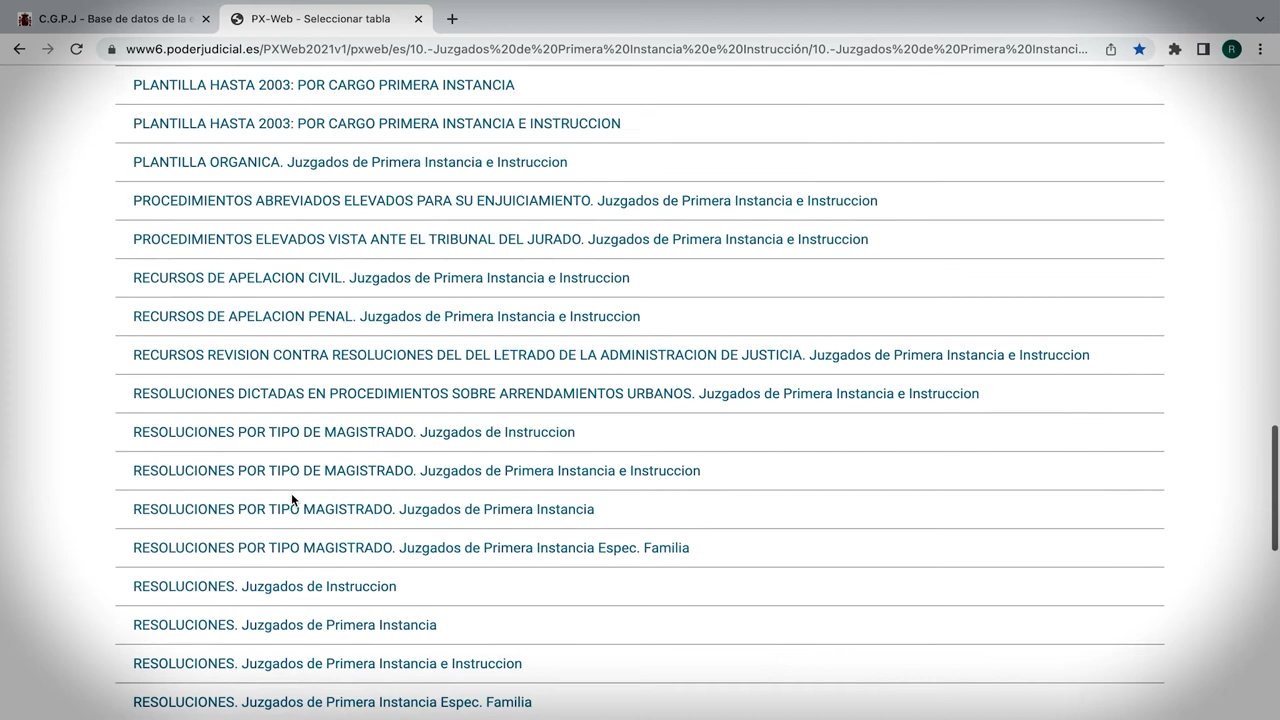 C.G.P.J - Base de datos de la e
PX-Web - Seleccionar tabla
www6.poderjudicial.es/PXWeb2021v1/pxweb/es/10.-Juzgados%20de%20Primera%20Instancia%20e%20Instrucción/10.-Juzgados%20de%20Primera%20Instanci...
R
PLANTILLA HASTA 2003: POR CARGO PRIMERA INSTANCIA
PLANTILLA HASTA 2003: POR CARGO PRIMERA INSTANCIA E INSTRUCCION
PLANTILLA ORGANICA. Juzgados de Primera Instancia e Instruccion
PROCEDIMIENTOS ABREVIADOS ELEVADOS PARA SU ENJUICIAMIENTO. Juzgados de Primera Instancia e Instruccion
PROCEDIMIENTOS ELEVADOS VISTA ANTE EL TRIBUNAL DEL JURADO. Juzgados de Primera Instancia e Instruccion
RECURSOS DE APELACION CIVIL. Juzgados de Primera Instancia e Instruccion
RECURSOS DE APELACION PENAL. Juzgados de Primera Instancia e Instruccion
RECURSOS REVISION CONTRA RESOLUCIONES DEL DEL LETRADO DE LA ADMINISTRACION DE JUSTICIA. Juzgados de Primera Instancia e Instruccion
RESOLUCIONES DICTADAS EN PROCEDIMIENTOS SOBRE ARRENDAMIENTOS URBANOS. Juzgados de Primera Instancia e Instruccion
RESOLUCIONES POR TIPO DE MAGISTRADO. Juzgados de Instruccion
RESOLUCIONES POR TIPO DE MAGISTRADO. Juzgados de Primera Instancia e Instruccion
RESOLUCIONES POR TIPO MAGISTRADO. Juzgados de Primera Instancia
RESOLUCIONES POR TIPO MAGISTRADO. Juzgados de Primera Instancia Espec. Familia
RESOLUCIONES. Juzgados de Instruccion
RESOLUCIONES. Juzgados de Primera Instancia
RESOLUCIONES. Juzgados de Primera Instancia e Instruccion
RESOLUCIONES. Juzgados de Primera Instancia Espec. Familia